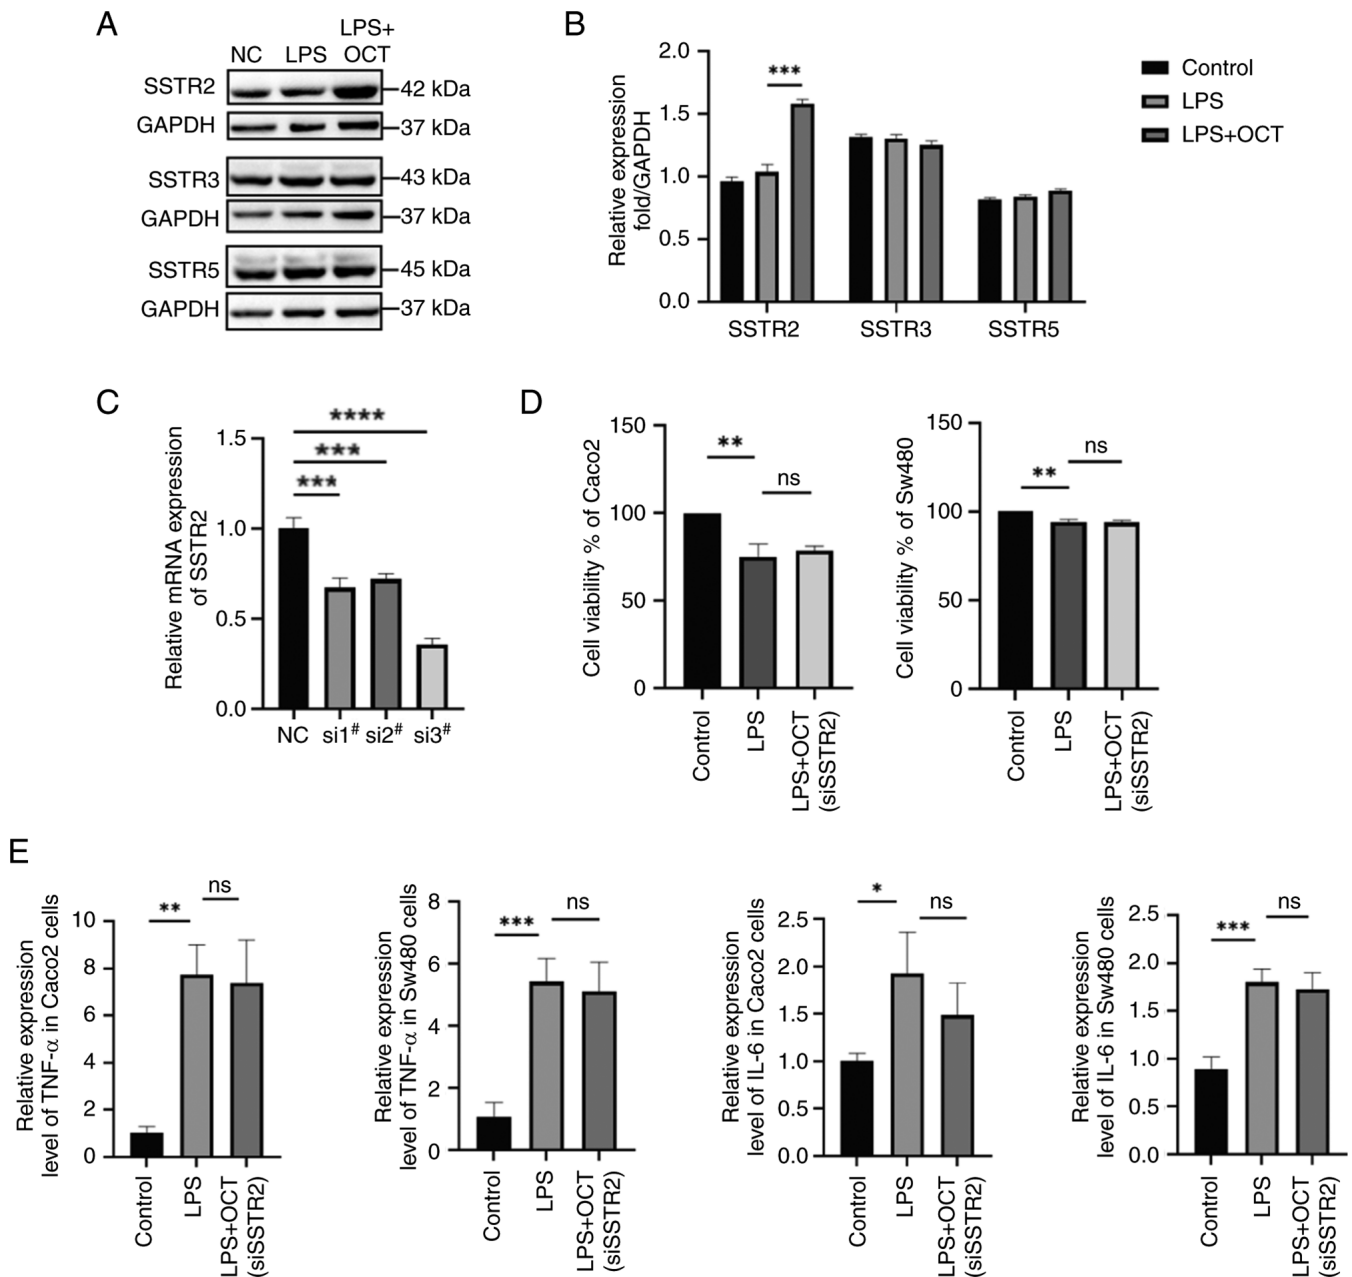 A
NC LPS LPS+
OCT
SSTR2 42 kDa
GAPDH 37 kDa
SSTR3 43 kDa
GAPDH 37 kDa
SSTR5 45 kDa
GAPDH 37 kDa
B
Relative expression
fold/GAPDH
2.0
1.5
1.0
0.5
0.0
***
SSTR2 SSTR3 SSTR5
Control
LPS
LPS+OCT
C
Relative mRNA expression
of SSTR2
1.5
1.0
0.5
0.0
****
***
***
NC si1# si2# si3#
D
Cell viability % of Caco2
150
100
50
0
**
ns
Control
LPS
LPS+OCT
(siSSTR2)
Cell viability % of Sw480
150
100
50
0
**
ns
Control
LPS
LPS+OCT
(siSSTR2)
E
Relative expression
level of TNF-α in Caco2 cells
10
8
6
4
2
0
**
ns
Control
LPS
LPS+OCT
(siSSTR2)
Relative expression
level of TNF-α in Sw480 cells
8
6
4
2
0
***
ns
Control
LPS
LPS+OCT
(siSSTR2)
Relative expression
level of IL-6 in Caco2 cells
2.5
2.0
1.5
1.0
0.5
0.0
*
ns
Control
LPS
LPS+OCT
(siSSTR2)
Relative expression
level of IL-6 in Sw480 cells
2.5
2.0
1.5
1.0
0.5
0.0
***
ns
Control
LPS
LPS+OCT
(siSSTR2)